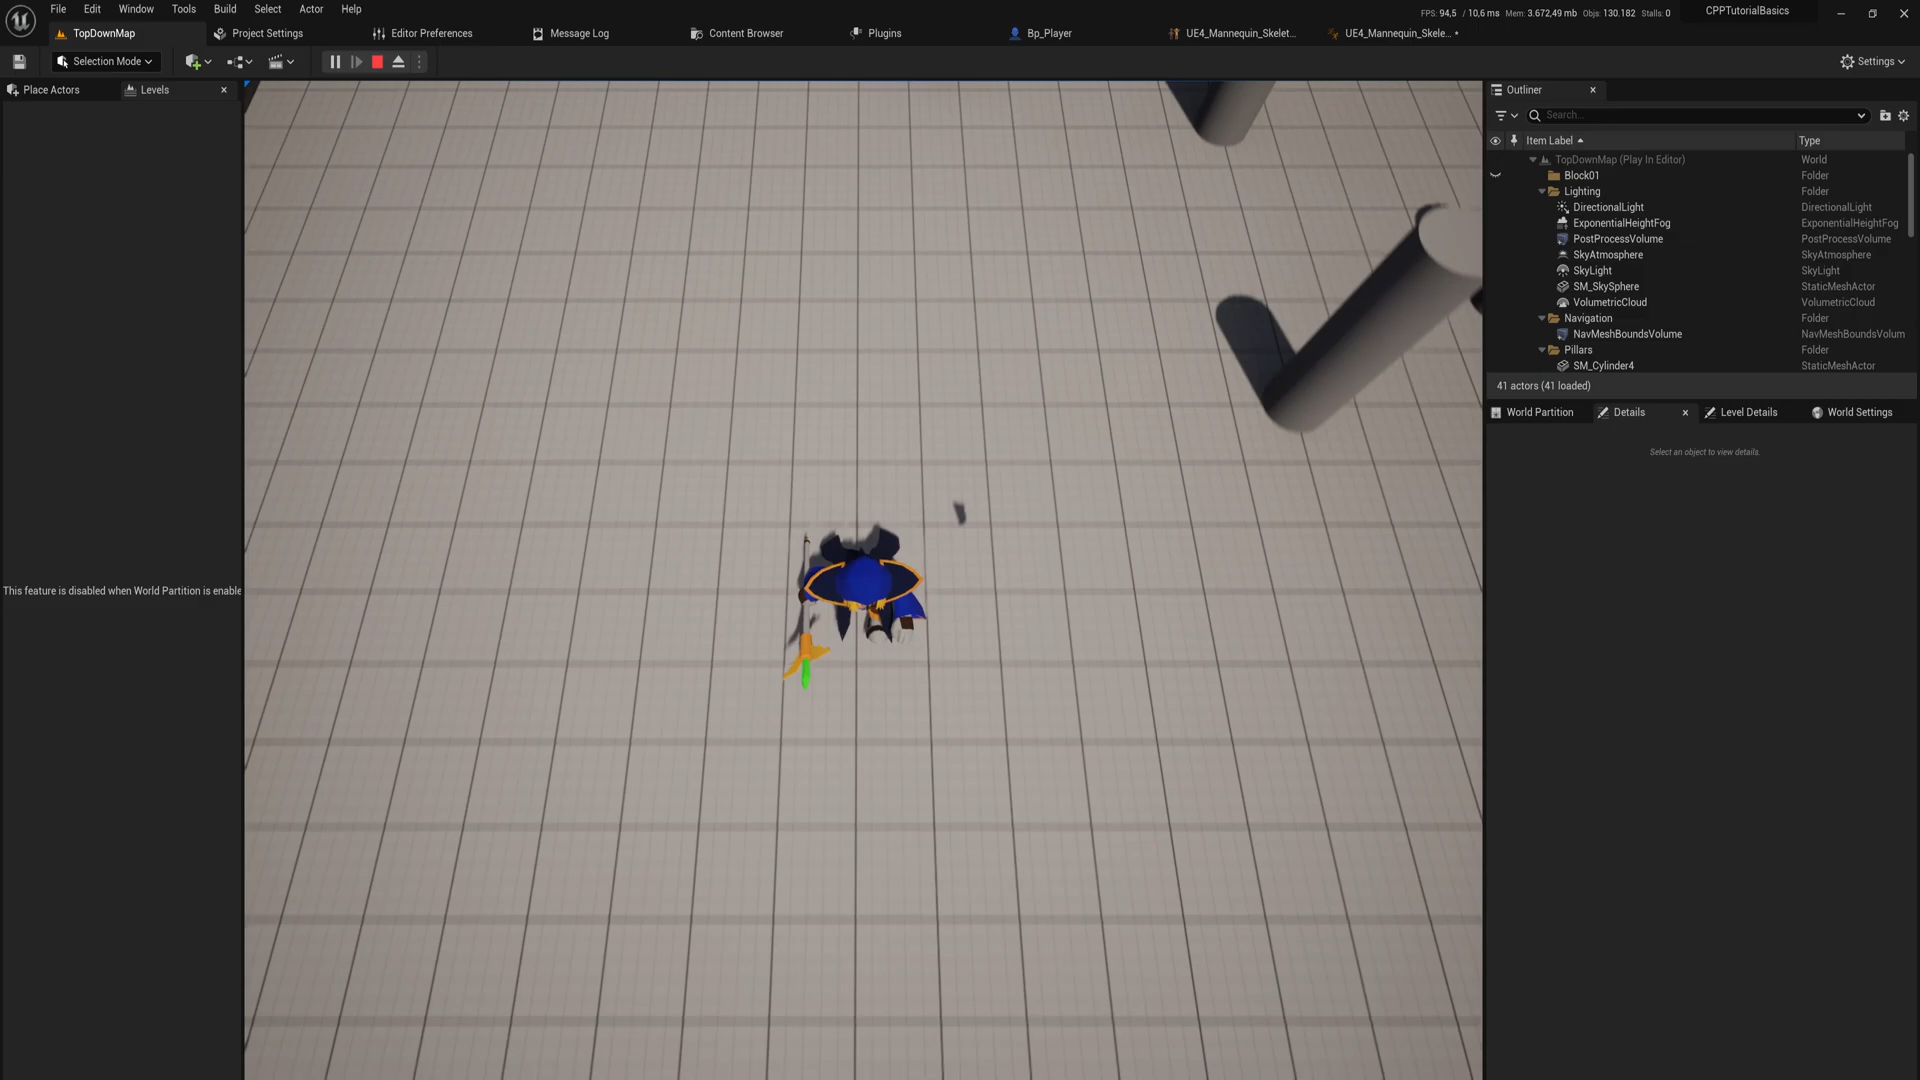 File Edit Window Tools Build Select Actor Help
FPS: 94,5 / 10,6 ms Mem: 3.672,49 mb Objs: 130.182 Stalls: 0
CPPTutorialBasics
TopDownMap
Project Settings
Editor Preferences
Message Log
Content Browser
Plugins
Bp_Player
UE4_Mannequin_Skelet...
UE4_Mannequin_Skele... *
Selection Mode
Settings
Place Actors
Levels
This feature is disabled when World Partition is enable
Outliner
Search...
Item Label Type
TopDownMap (Play In Editor) World
Block01 Folder
Lighting Folder
DirectionalLight DirectionalLight
ExponentialHeightFog ExponentialHeightFog
PostProcessVolume PostProcessVolume
SkyAtmosphere SkyAtmosphere
SkyLight SkyLight
SM_SkySphere StaticMeshActor
VolumetricCloud VolumetricCloud
Navigation Folder
NavMeshBoundsVolume NavMeshBoundsVolum
Pillars Folder
SM_Cylinder4 StaticMeshActor
41 actors (41 loaded)
World Partition
Details
Level Details
World Settings
Select an object to view details.